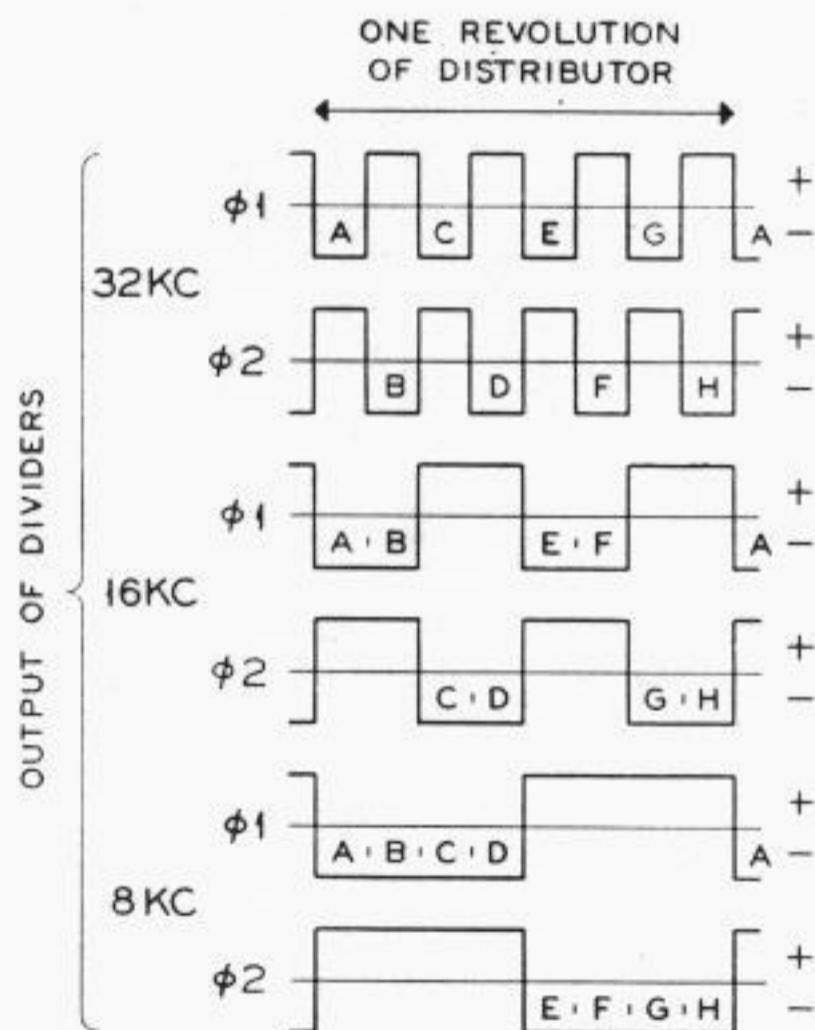 ONE REVOLUTION
OF DISTRIBUTOR
OUTPUT OF DIVIDERS
32KC
ϕ1
A C E G A
+
−
ϕ2
B D F H
+
−
16KC
ϕ1
A B E F A
+
−
ϕ2
C D G H
+
−
8KC
ϕ1
A B C D A
+
−
ϕ2
E F G H
+
−